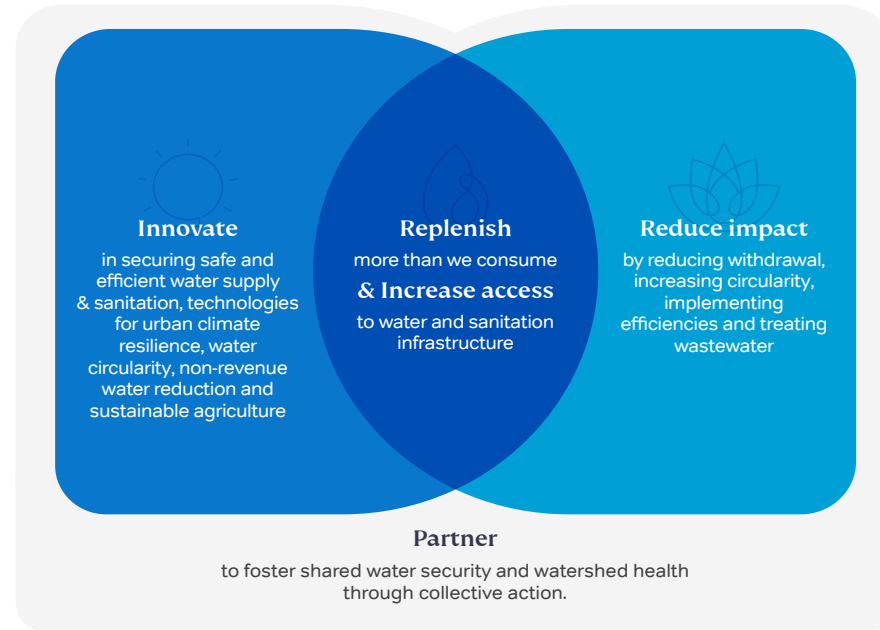 Innovate
in securing safe and
efficient water supply
& sanitation, technologies
for urban climate
resilience, water
circularity, non-revenue
water reduction and
sustainable agriculture
Replenish
more than we consume
& Increase access
to water and sanitation
infrastructure
Reduce impact
by reducing withdrawal,
increasing circularity,
implementing
efficiencies and treating
wastewater
Partner
to foster shared water security and watershed health
through collective action.